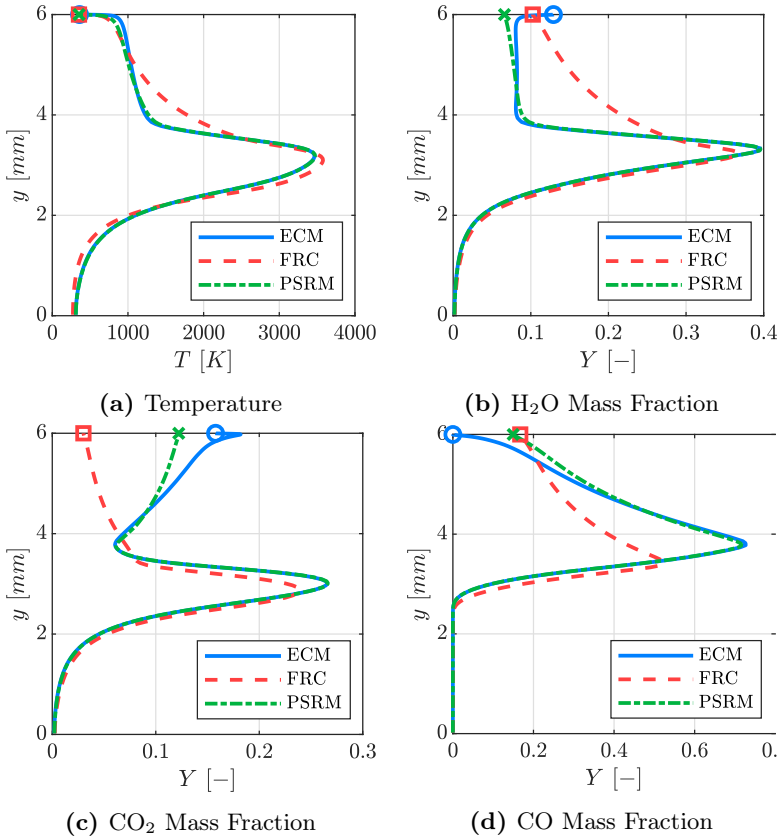 6
4
2
0
y [mm]
ECM
FRC
PSRM
0 1000 2000 3000 4000
T [K]
(a) Temperature
6
4
2
0
y [mm]
ECM
FRC
PSRM
0 0.1 0.2 0.3 0.4
Y [−]
(b) H₂O Mass Fraction
6
4
2
0
y [mm]
ECM
FRC
PSRM
0 0.1 0.2 0.3
Y [−]
(c) CO₂ Mass Fraction
6
4
2
0
y [mm]
ECM
FRC
PSRM
0 0.2 0.4 0.6 0.
Y [−]
(d) CO Mass Fraction